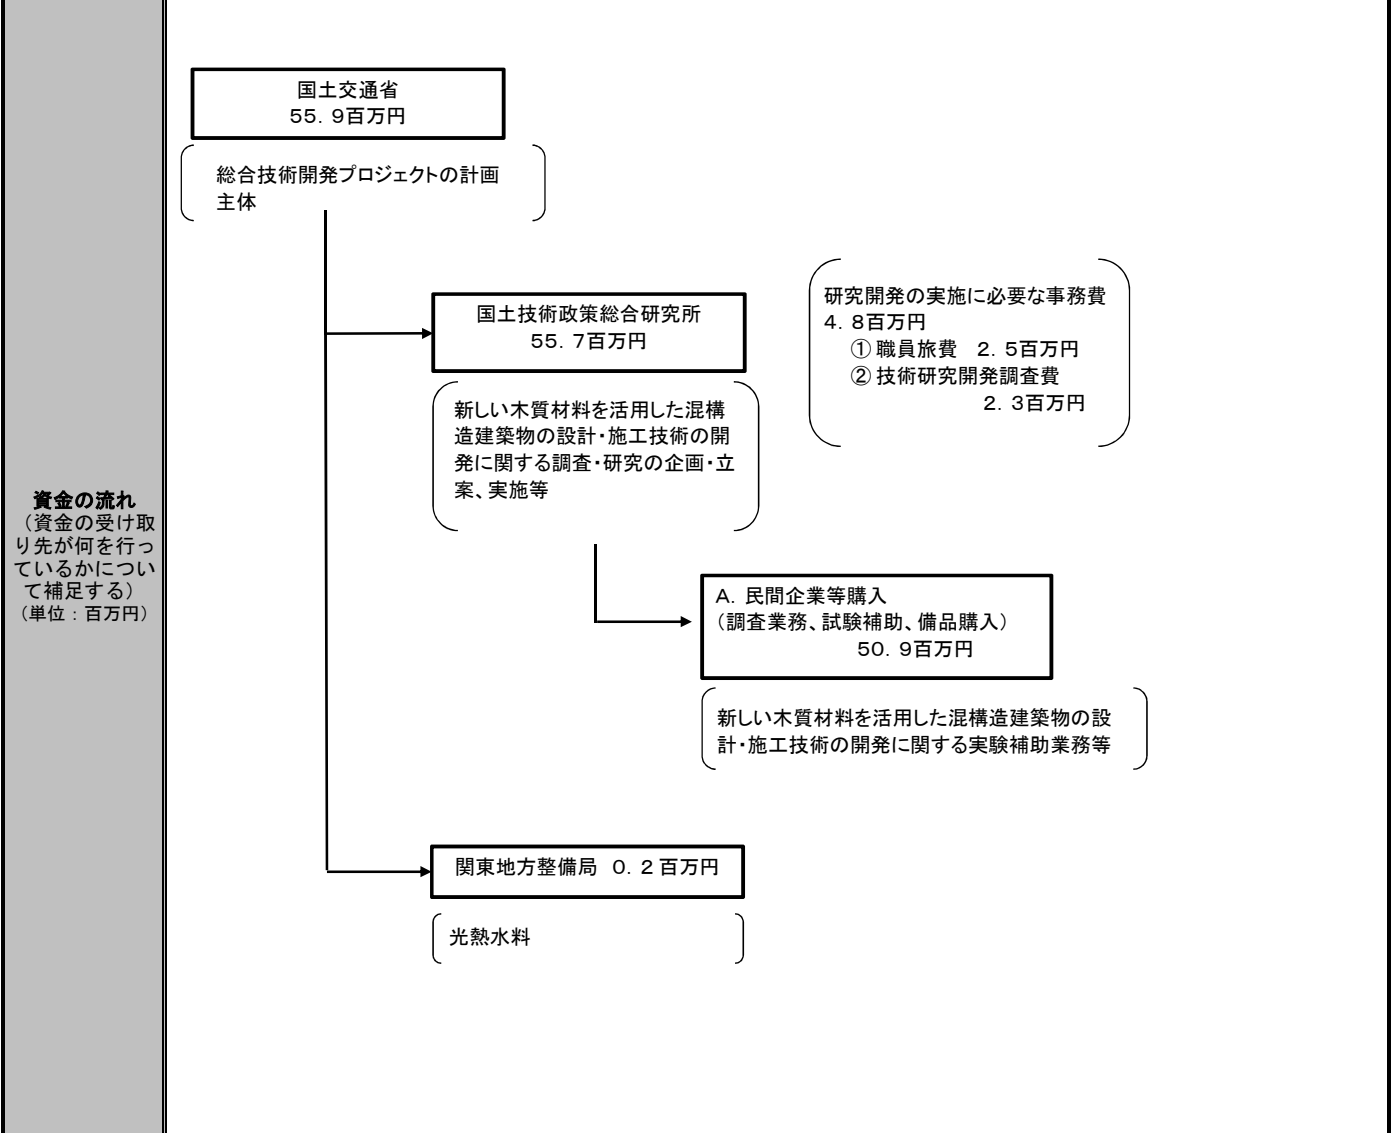 資金の流れ
（資金の受け取
り先が何を行っ
ているかについ
て補足する）
（単位：百万円）
国土交通省
55．9百万円
総合技術開発プロジェクトの計画
主体
国土技術政策総合研究所
55．7百万円
新しい木質材料を活用した混構
造建築物の設計・施工技術の開
発に関する調査・研究の企画・立
案、実施等
研究開発の実施に必要な事務費
4．8百万円
①職員旅費　2．5百万円
②技術研究開発調査費
2．3百万円
A．民間企業等購入
（調査業務、試験補助、備品購入）
50．9百万円
新しい木質材料を活用した混構造建築物の設
計・施工技術の開発に関する実験補助業務等
関東地方整備局　0．2百万円
光熱水料